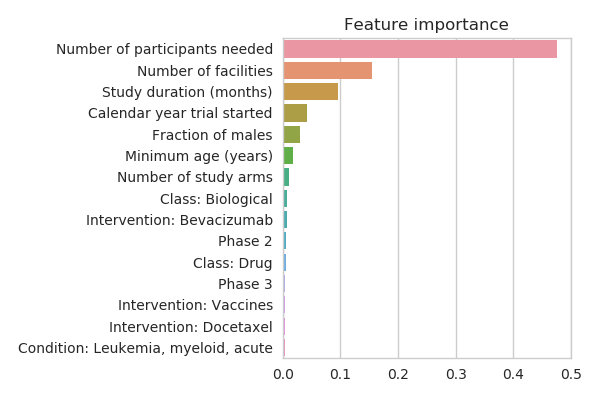 Feature importance
Number of participants needed
Number of facilities
Study duration (months)
Calendar year trial started
Fraction of males
Minimum age (years)
Number of study arms
Class: Biological
Intervention: Bevacizumab
Phase 2
Class: Drug
Phase 3
Intervention: Vaccines
Intervention: Docetaxel
Condition: Leukemia, myeloid, acute
0.0 0.1 0.2 0.3 0.4 0.5